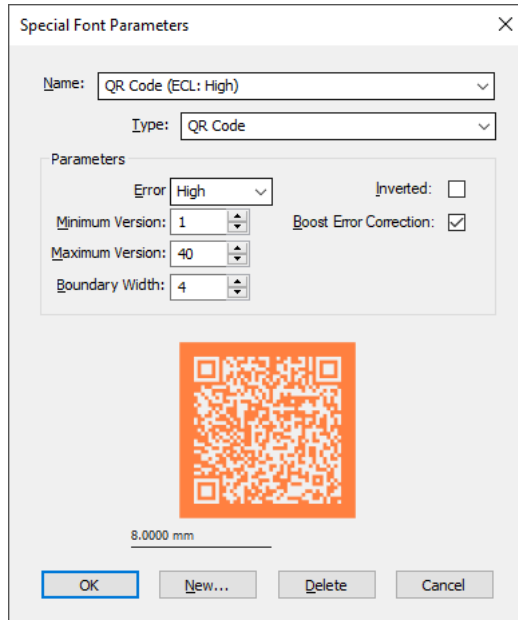 Special Font Parameters
Name: QR Code (ECL: High)
Type: QR Code
Parameters
Error High Inverted:
Minimum Version: 1 Boost Error Correction:
Maximum Version: 40
Boundary Width: 4
8.0000 mm
OK New... Delete Cancel